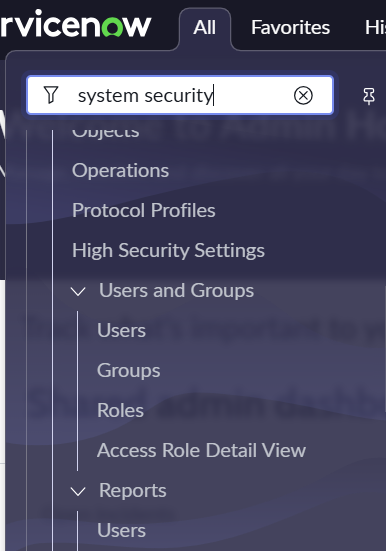 rvicenow
All Favorites His
system security
Objects
Operations
Protocol Profiles
High Security Settings
Users and Groups
Users
Groups
Roles
Access Role Detail View
Reports
Users